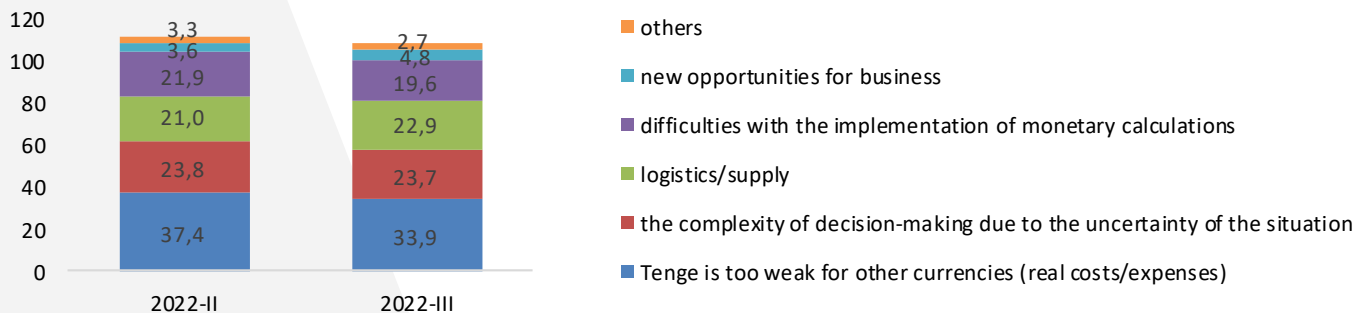 120
100
80
60
40
20
0
3,3
3,6
21,9
21,0
23,8
37,4
2022-II
2,7
4,8
19,6
22,9
23,7
33,9
2022-III
others
new opportunities for business
difficulties with the implementation of monetary calculations
logistics/supply
the complexity of decision-making due to the uncertainty of the situation
Tenge is too weak for other currencies (real costs/expenses)